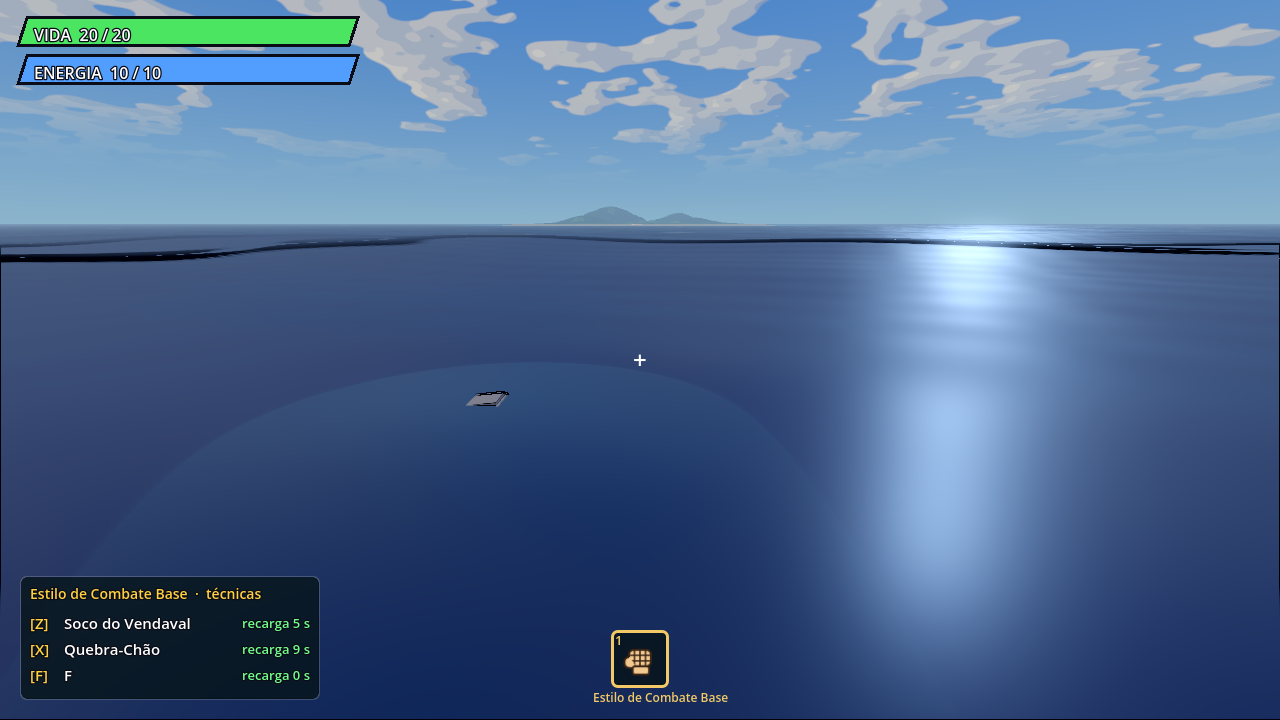 VIDA 20 / 20
ENERGIA 10 / 10
Estilo de Combate Base · técnicas
[Z] Soco do Vendaval recarga 5 s
[X] Quebra-Chão recarga 9 s
[F] F recarga 0 s
1
Estilo de Combate Base